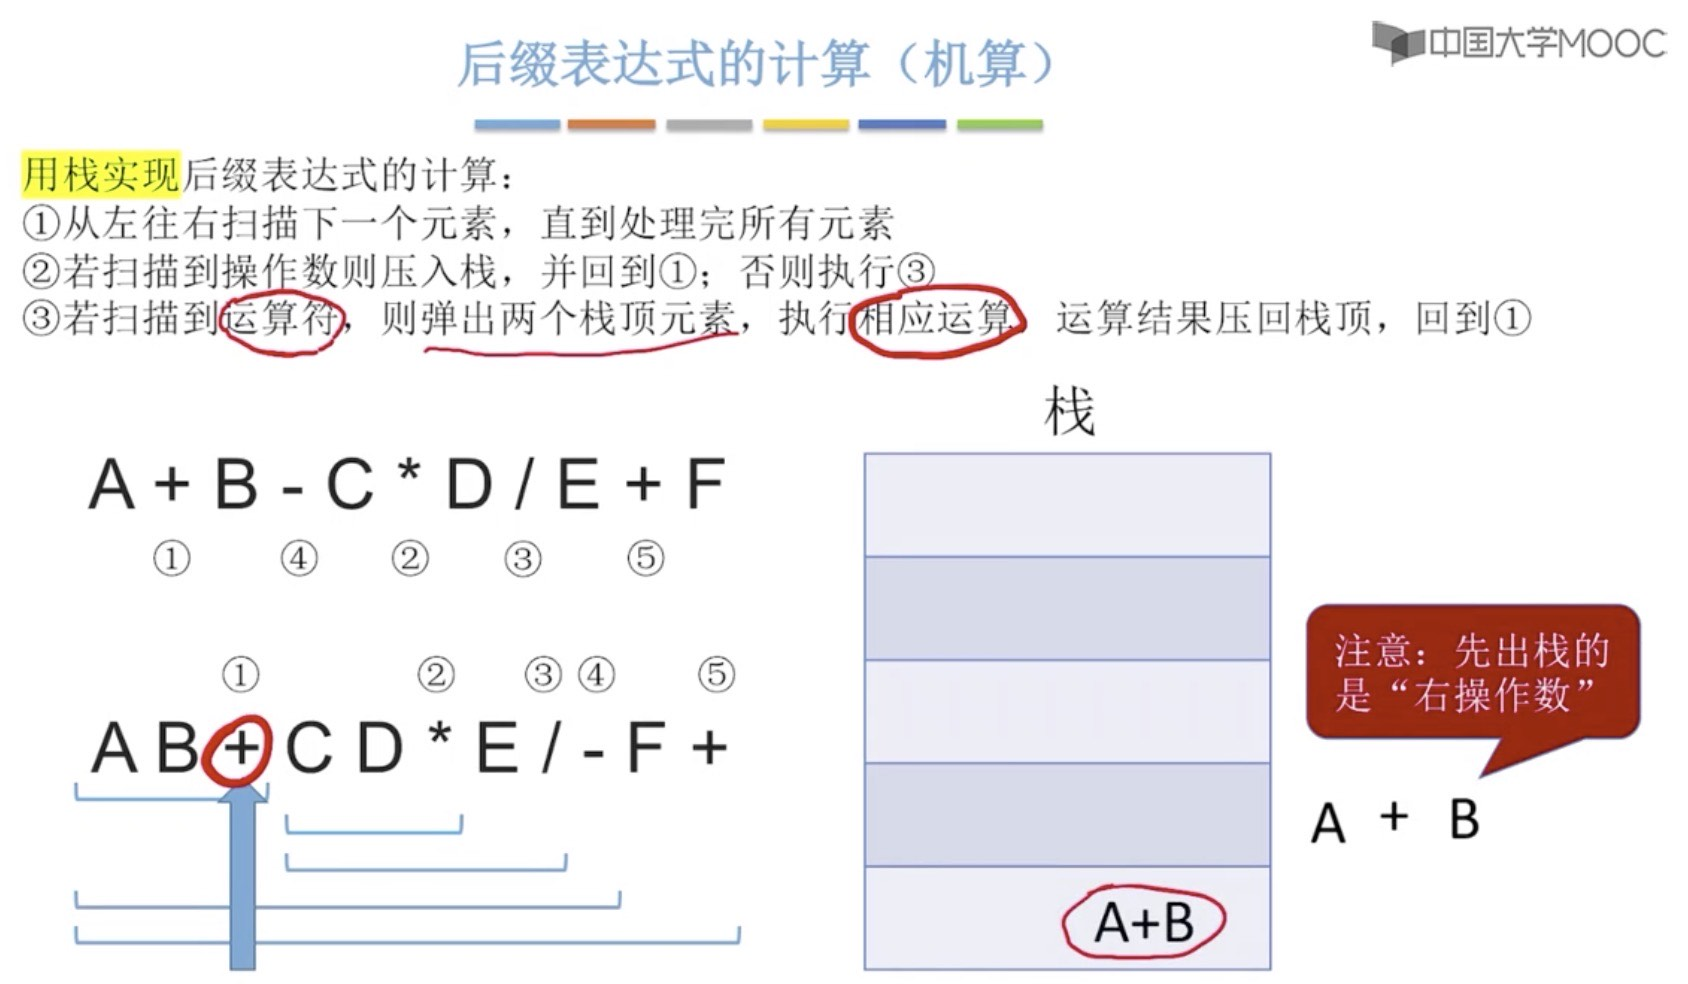 中国大学MOOC
后缀表达式的计算（机算）
用栈实现后缀表达式的计算：
①从左往右扫描下一个元素，直到处理完所有元素
②若扫描到操作数则压入栈，并回到①；否则执行③
③若扫描到运算符，则弹出两个栈顶元素，执行相应运算 运算结果压回栈顶，回到①
栈
A + B - C * D / E + F
① ④ ② ③ ⑤
① ② ③ ④ ⑤
A B + C D * E / - F +
注意：先出栈的
是“右操作数”
A + B
A+B